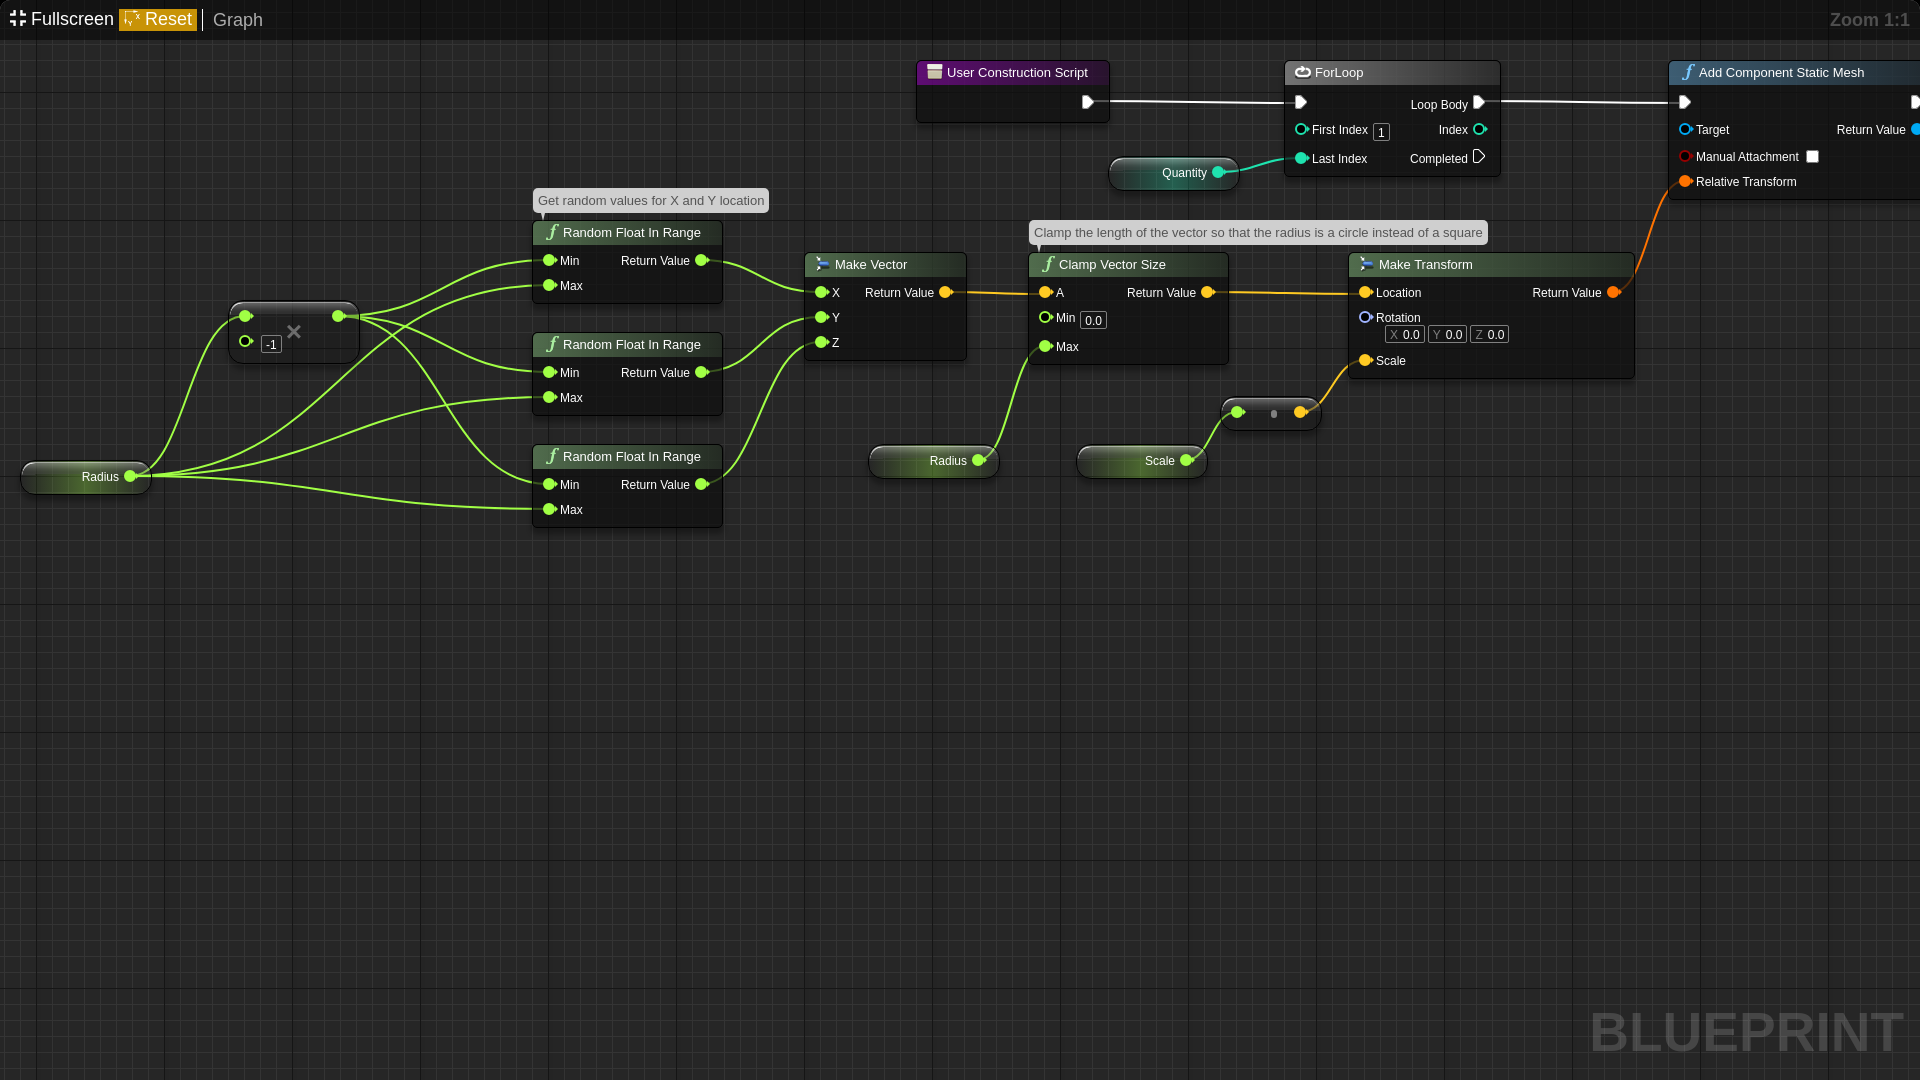 Fullscreen Reset Graph Zoom 1:1
User Construction Script
ForLoop
Loop Body
First Index 1 Index
Last Index Completed
Add Component Static Mesh
Target Return Value
Manual Attachment
Relative Transform
Quantity
Get random values for X and Y location
Random Float In Range
Min Return Value
Max
Clamp the length of the vector so that the radius is a circle instead of a square
Make Vector
X Return Value
Y
Z
Clamp Vector Size
A Return Value
Min 0.0
Max
Make Transform
Location Return Value
Rotation
X 0.0 Y 0.0 Z 0.0
Scale
-1
Random Float In Range
Min Return Value
Max
Random Float In Range
Min Return Value
Max
Radius
Radius
Scale
BLUEPRINT